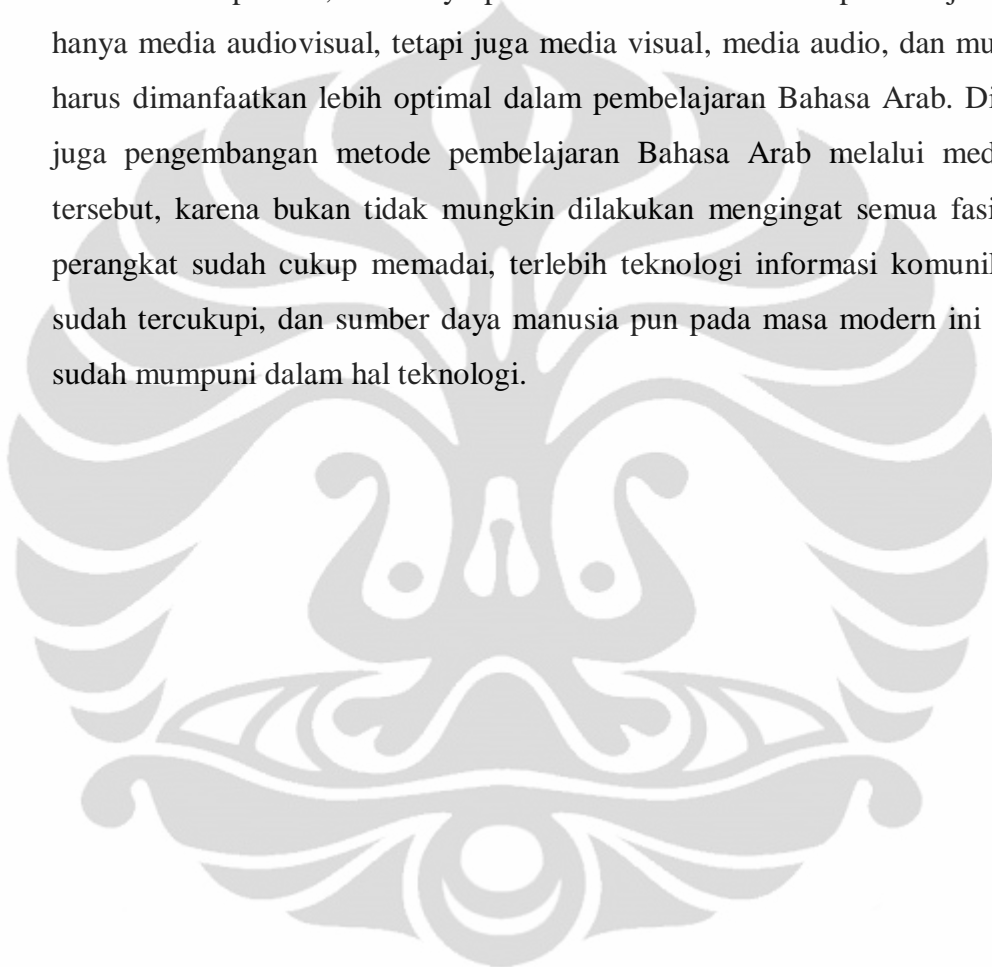 hanya media audiovisual, tetapi juga media visual, media audio, dan mu
harus dimanfaatkan lebih optimal dalam pembelajaran Bahasa Arab. Di
juga pengembangan metode pembelajaran Bahasa Arab melalui med
tersebut, karena bukan tidak mungkin dilakukan mengingat semua fasi
perangkat sudah cukup memadai, terlebih teknologi informasi komunil
sudah tercukupi, dan sumber daya manusia pun pada masa modern ini
sudah mumpuni dalam hal teknologi.